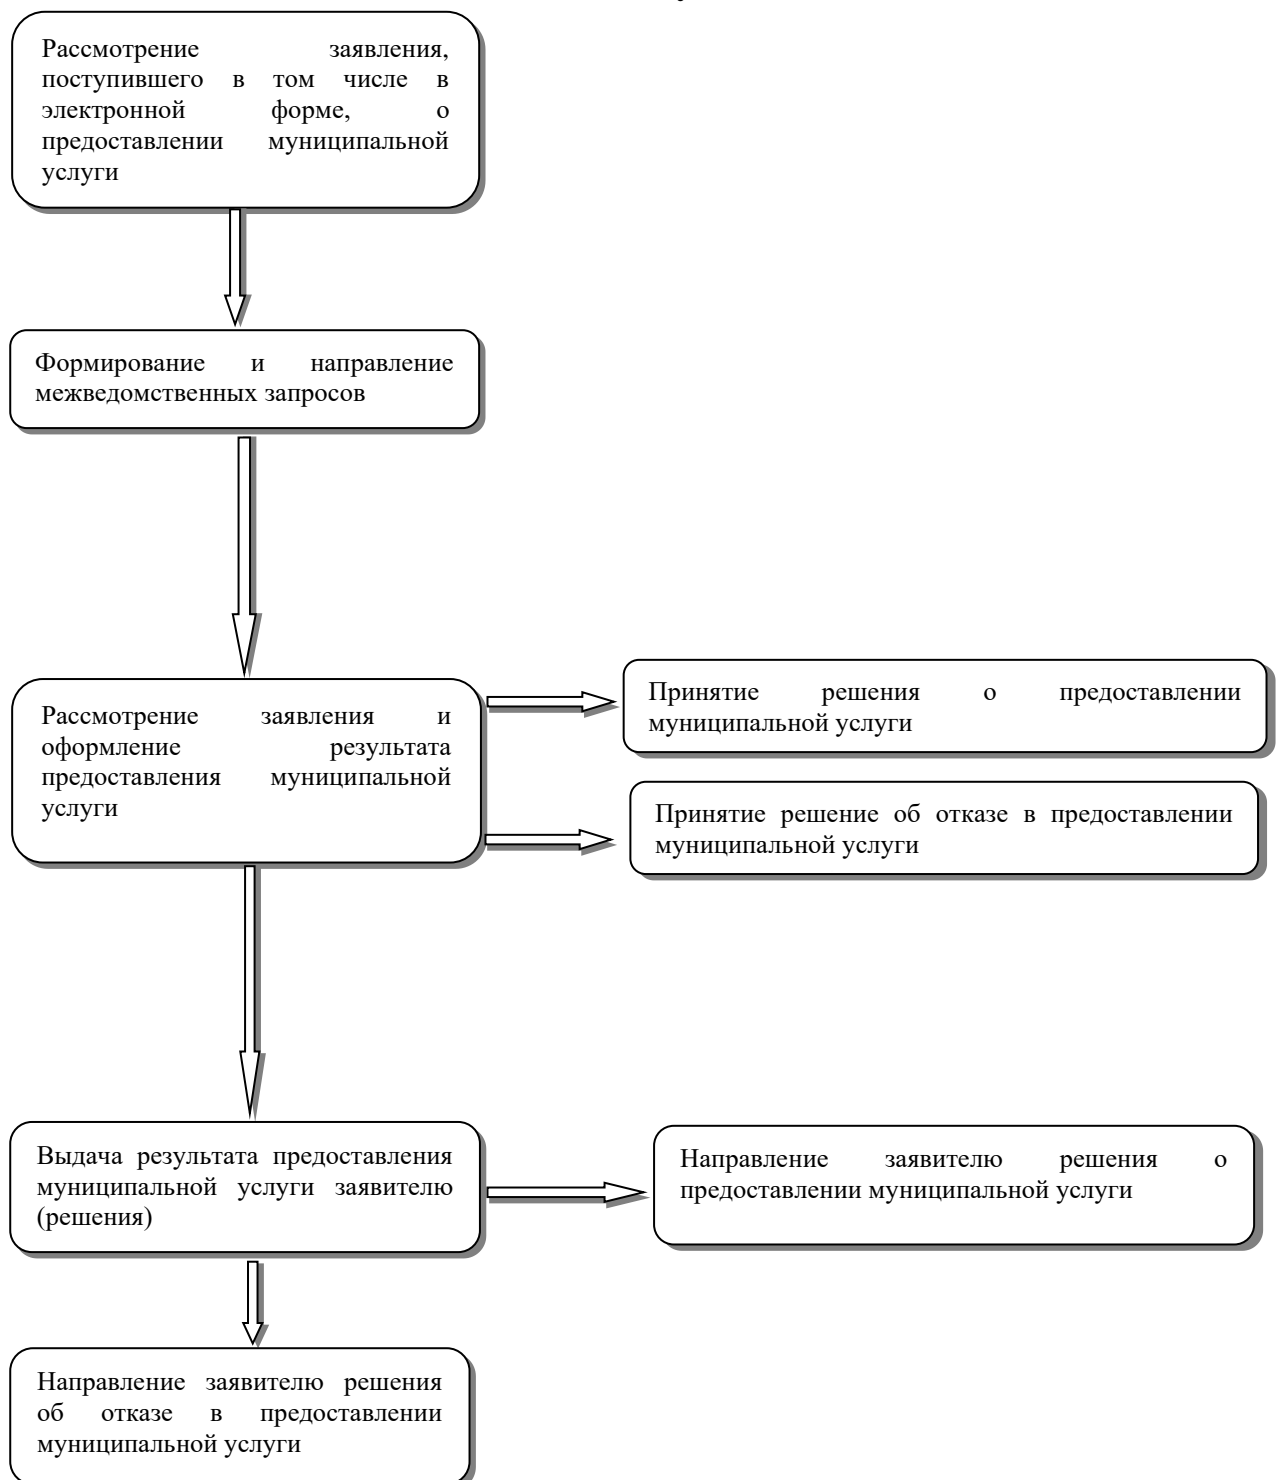 Рассмотрение заявления,
поступившего в том числе в
электронной форме, о
предоставлении муниципальной
услуги
Формирование и направление
межведомственных запросов
Рассмотрение заявления и
оформление результата
предоставления муниципальной
услуги
Принятие решения о предоставлении
муниципальной услуги
Принятие решение об отказе в предоставлении
муниципальной услуги
Выдача результата предоставления
муниципальной услуги заявителю
(решения)
Направление заявителю решения о
предоставлении муниципальной услуги
Направление заявителю решения
об отказе в предоставлении
муниципальной услуги